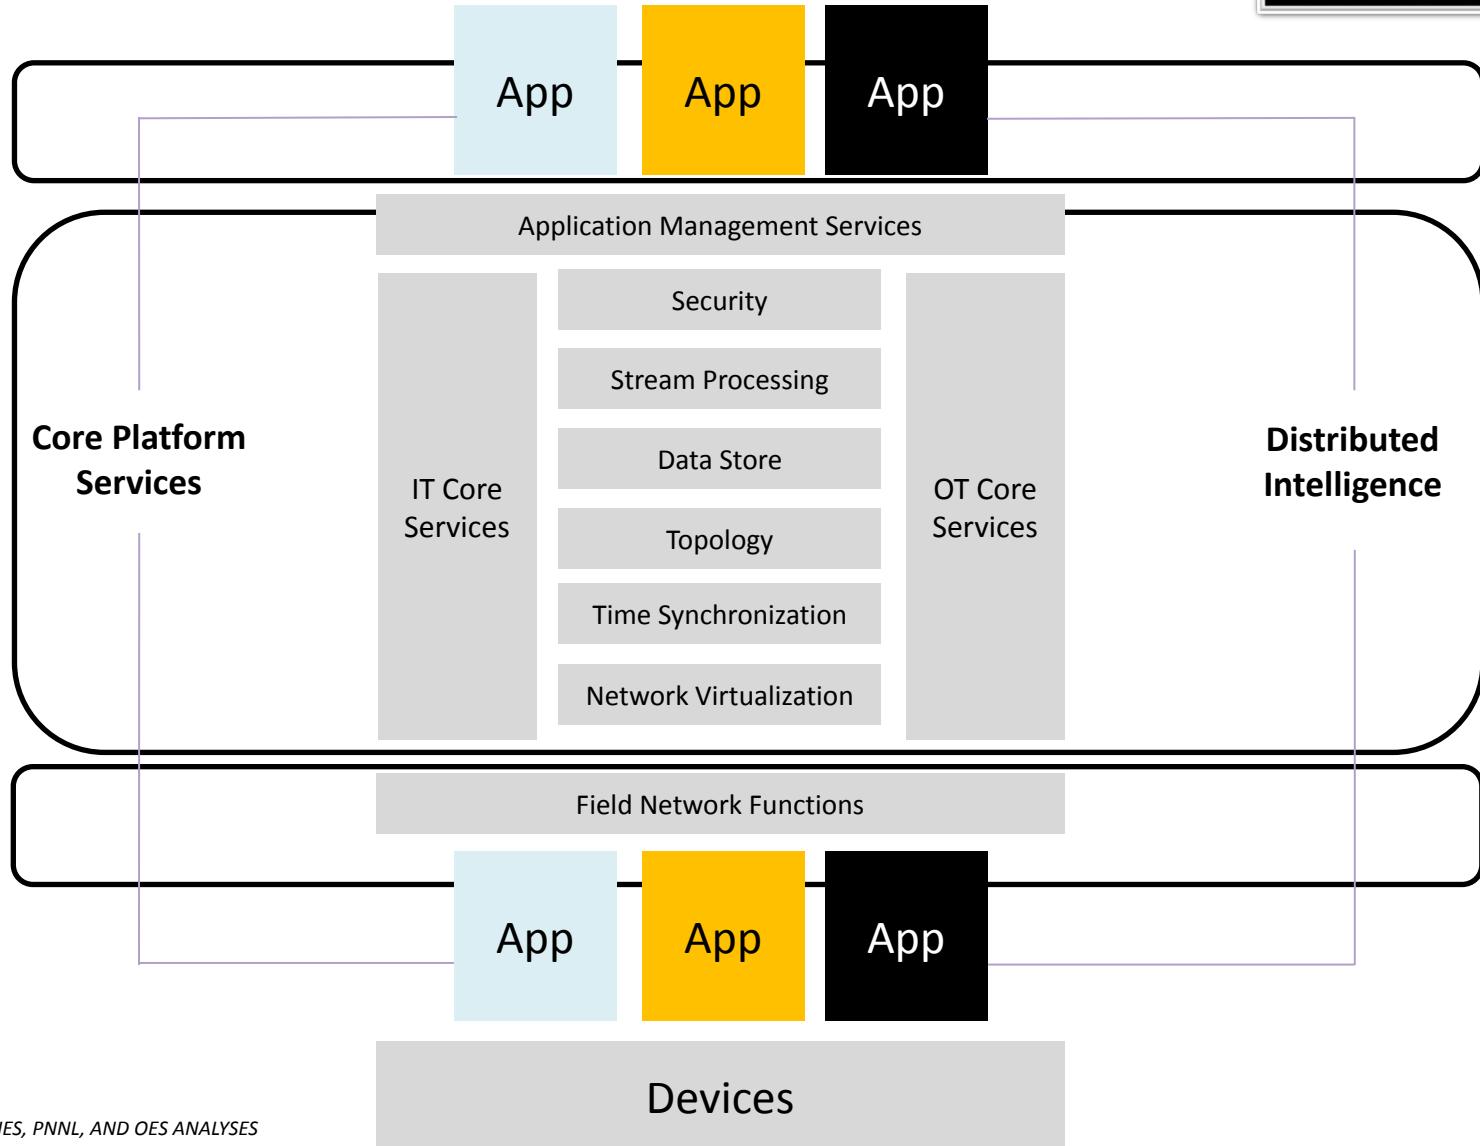 App
App
App
Application Management Services
Security
Stream Processing
Data Store
Topology
Time Synchronization
Network Virtualization
IT Core
Services
OT Core
Services
Core Platform
Services
Distributed
Intelligence
Field Network Functions
App
App
App
Devices
PNNL, AND OES ANALYSES